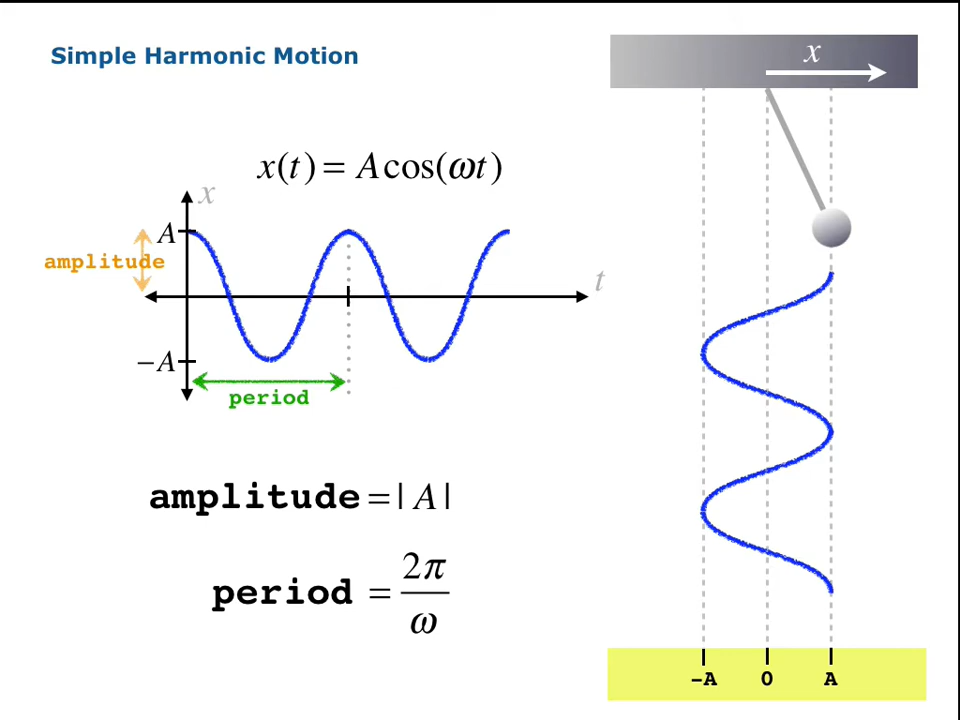 Simple Harmonic Motion
x
x(t) = A cos(ωt)
x
A
amplitude
t
−A
period
amplitude = | A |
period = 2π / ω
-A 0 A